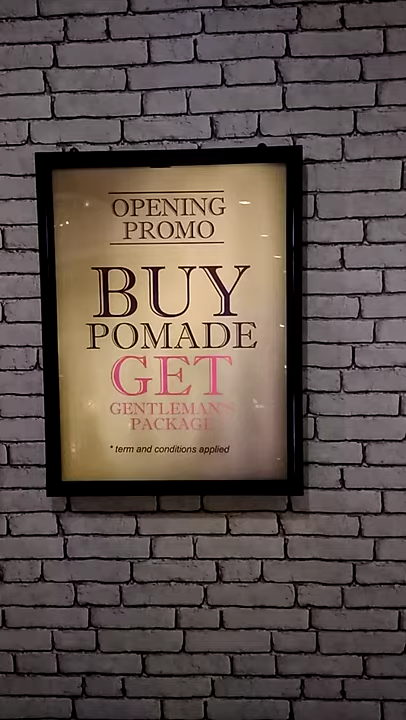 OPENING
PROMO
BUY
POMADE
GET
GENTLEMAN'S
PACKAGE
* term and conditions applied